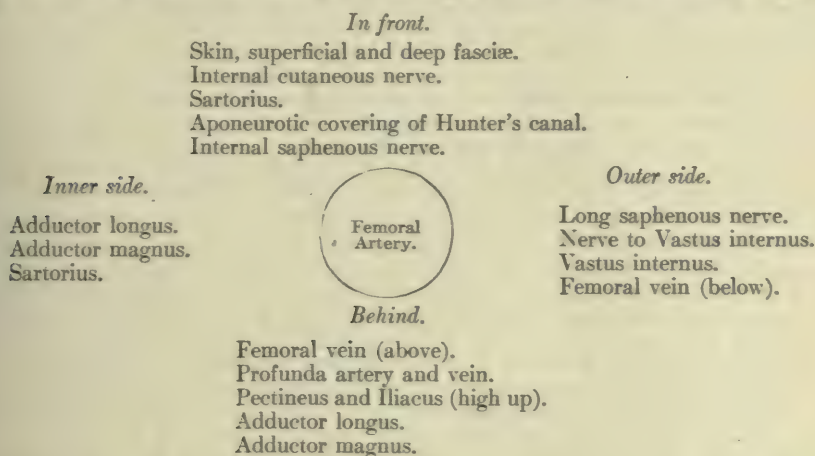 In front.
Skin, superficial and deep fasciæ.
Internal cutaneous nerve.
Sartorius.
Aponeurotic covering of Hunter's canal.
Internal saphenous nerve.
Inner side.
Adductor longus.
Adductor magnus.
Sartorius.
Femoral
Artery.
Outer side.
Long saphenous nerve.
Nerve to Vastus internus.
Vastus internus.
Femoral vein (below).
Behind.
Femoral vein (above).
Profunda artery and vein.
Pectineus and Iliacus (high up).
Adductor longus.
Adductor magnus.